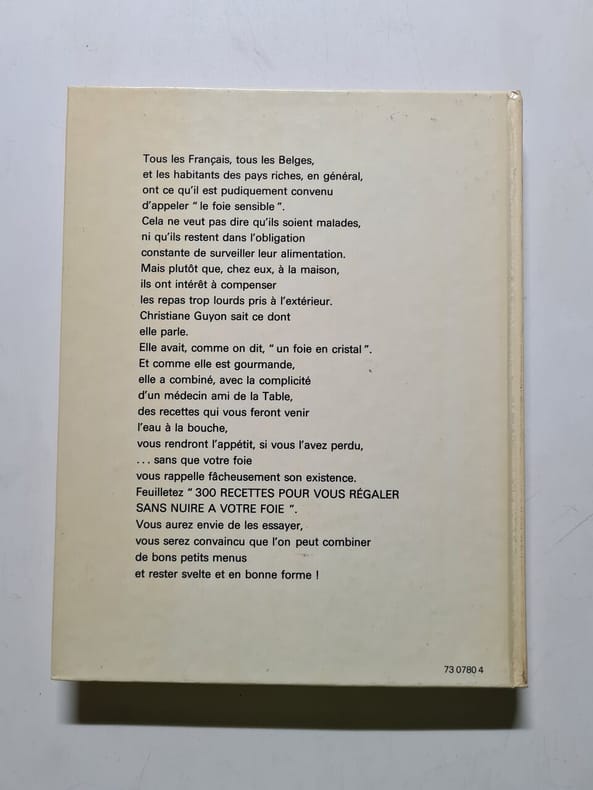 Tous les Français, tous les Belges,
et les habitants des pays riches, en général,
ont ce qu'il est pudiquement convenu
d'appeler " le foie sensible ".
Cela ne veut pas dire qu'ils soient malades,
ni qu'ils restent dans l'obligation
constante de surveiller leur alimentation.
Mais plutôt que, chez eux, à la maison,
ils ont intérêt à compenser
les repas trop lourds pris à l'extérieur.
Christiane Guyon sait ce dont
elle parle.
Elle avait, comme on dit, " un foie en cristal ".
Et comme elle est gourmande,
elle a combiné, avec la complicité
d'un médecin ami de la Table,
des recettes qui vous feront venir
l'eau à la bouche,
vous rendront l'appétit, si vous l'avez perdu,
... sans que votre foie
vous rappelle fâcheusement son existence.
Feuilletez " 300 RECETTES POUR VOUS RÉGALER
SANS NUIRE A VOTRE FOIE ".
Vous aurez envie de les essayer,
vous serez convaincu que l'on peut combiner
de bons petits menus
et rester svelte et en bonne forme !
73 0780 4